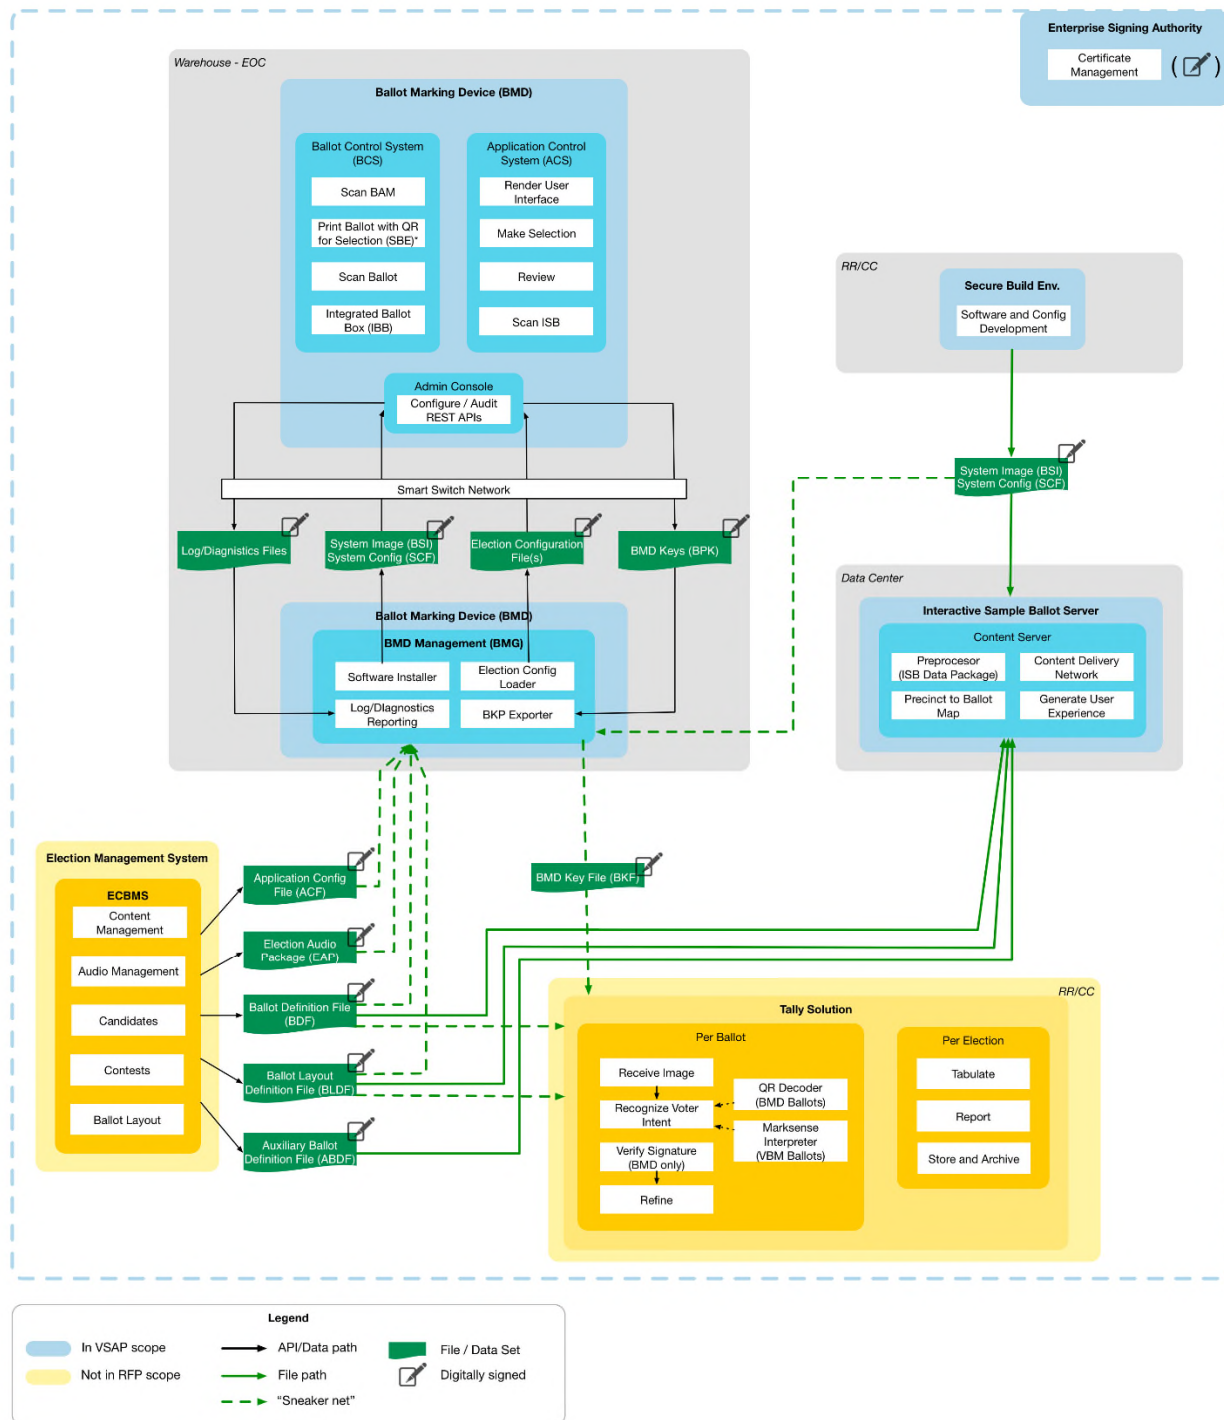 Enterprise Signing Authority
Certificate
Management
( )
Warehouse - EOC
Ballot Marking Device (BMD)
Ballot Control System
(BCS)
Scan BAM
Print Ballot with QR
for Selection (SBE)*
Scan Ballot
Integrated Ballot
Box (IBB)
Application Control
System (ACS)
Render User
Interface
Make Selection
Review
Scan ISB
Admin Console
Configure / Audit
REST APIs
Smart Switch Network
Log/Diagnostics Files
System Image (BSI)
System Config (SCF)
Election Configuration
File(s)
BMD Keys (BPK)
Ballot Marking Device (BMD)
BMD Management (BMG)
Software Installer
Election Config
Loader
Log/Diagnostics
Reporting
BKP Exporter
RR/CC
Secure Build Env.
Software and Config
Development
System Image (BSI)
System Config (SCF)
Data Center
Interactive Sample Ballot Server
Content Server
Preprocesor
(ISB Data Package)
Content Delivery
Network
Precinct to Ballot
Map
Generate User
Experience
Election Management System
ECBMS
Content
Management
Audio Management
Candidates
Contests
Ballot Layout
Application Config
File (ACF)
Election Audio
Package (EAP)
Ballot Definition File
(BDF)
Ballot Layout
Definition File (BLDF)
Auxiliary Ballot
Definition File (ABDF)
BMD Key File (BKF)
RR/CC
Tally Solution
Per Ballot
Receive Image
Recognize Voter
Intent
Verify Signature
(BMD only)
Refine
QR Decoder
(BMD Ballots)
Marksense
Interpreter
(VBM Ballots)
Per Election
Tabulate
Report
Store and Archive
Legend
In VSAP scope
Not in RFP scope
API/Data path
File path
"Sneaker net"
File / Data Set
Digitally signed